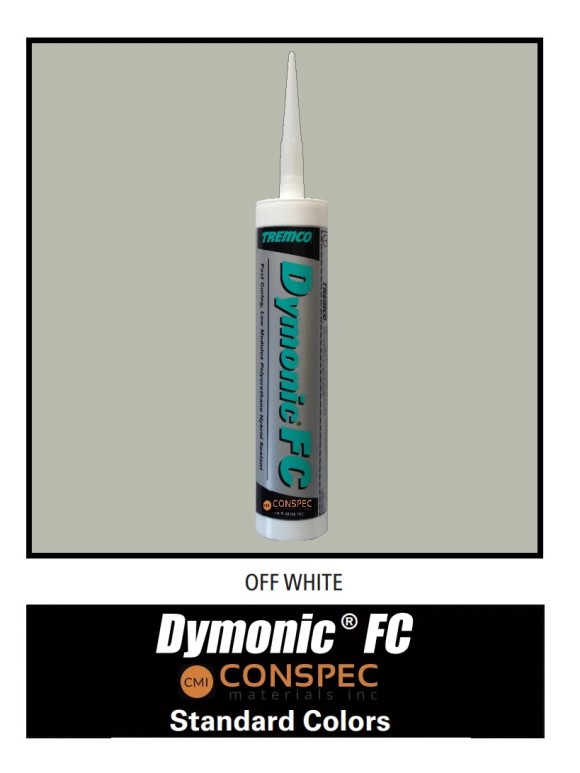 TREMCO
Dymonic® FC
Fast Curing, Low Modulus Polyurethane Hybrid Sealant
TREMCO
CONSPEC
OFF WHITE
Dymonic® FC
CMI CONSPEC
materials inc
Standard Colors